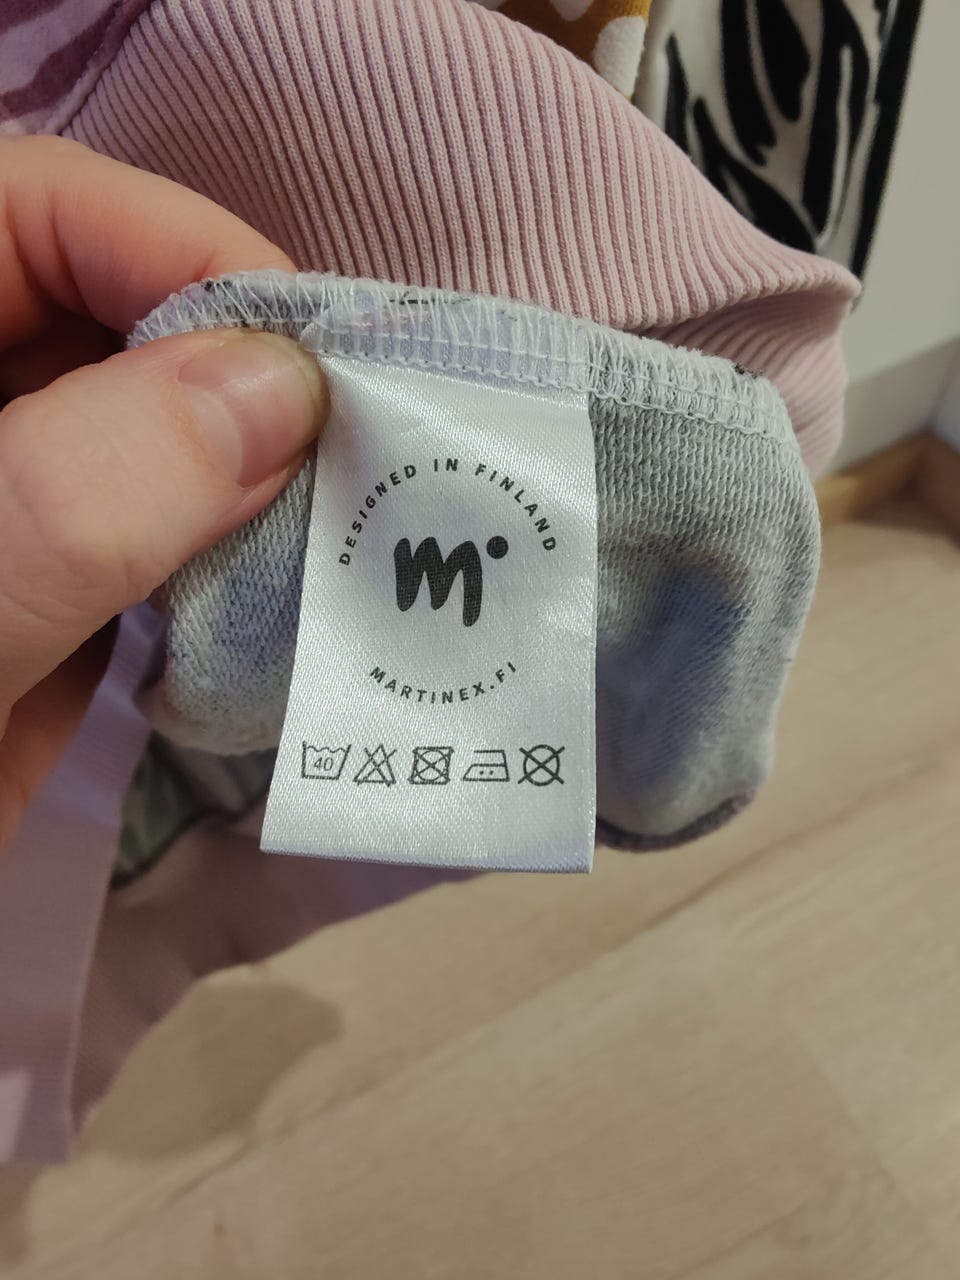 DESIGNED IN FINLAND
m
MARTINEX.FI
40